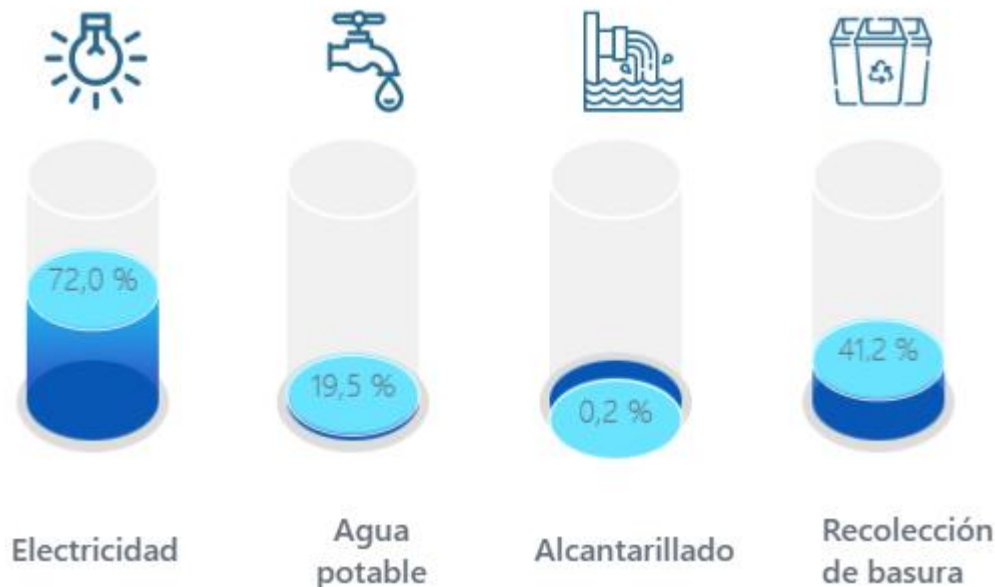 72,0 %
19,5 %
0,2 %
41,2 %
Electricidad
Agua
potable
Alcantarillado
Recolección
de basura